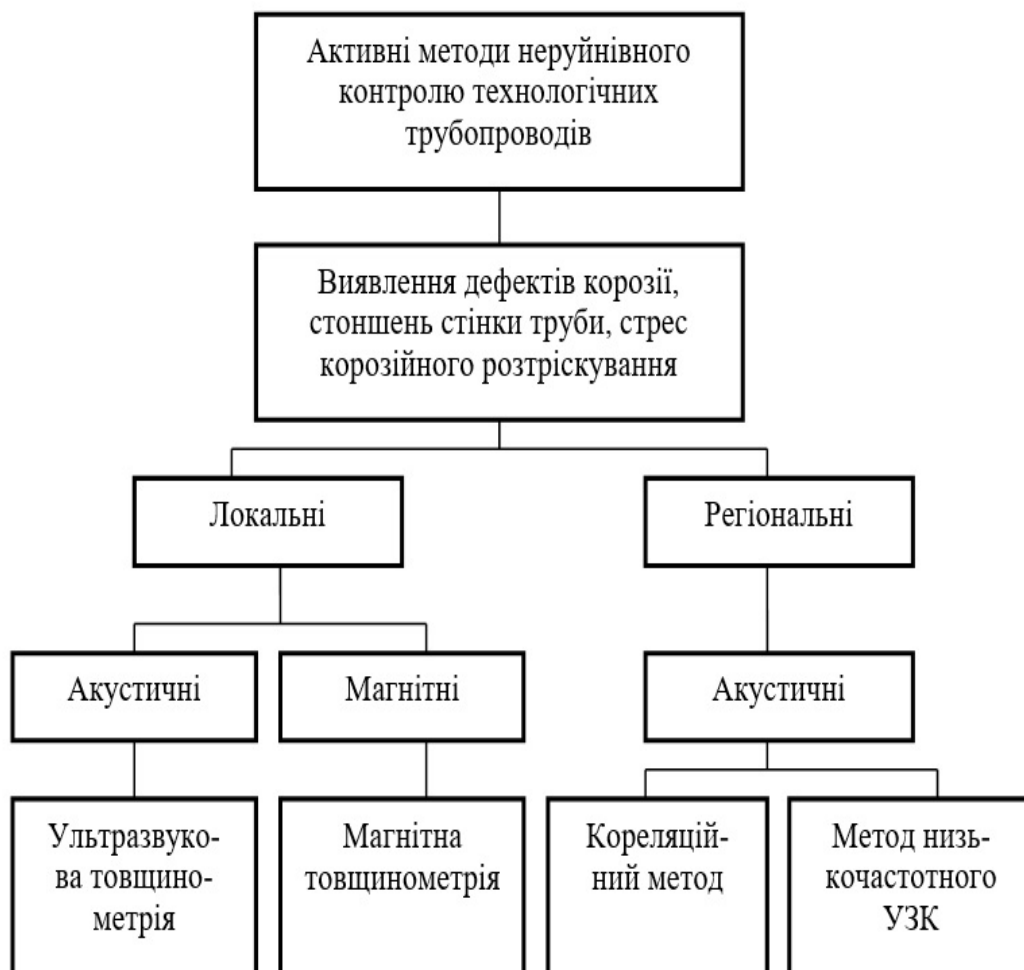 Активні методи неруйнівного
контролю технологічних
трубопроводів
Виявлення дефектів корозії,
стоншень стінки труби, стрес
корозійного розтріскування
Локальні
Регіональні
Акустичні
Магнітні
Акустичні
Ультразвуко-
ва товщино-
метрія
Магнітна
товщинометрія
Кореляцій-
ний метод
Метод низь-
кочастотного
УЗК